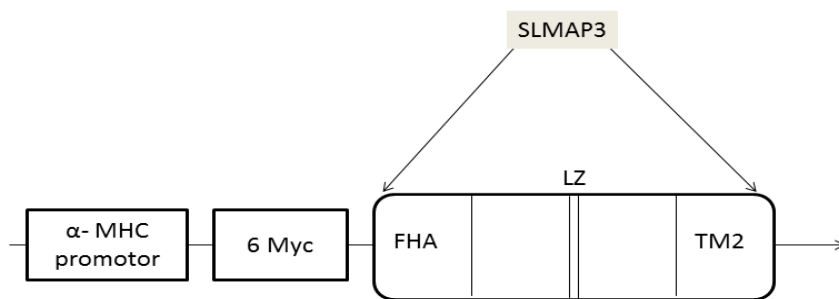 SLMAP3
LZ
α- MHC
promotor
6 Myc
FHA
TM2